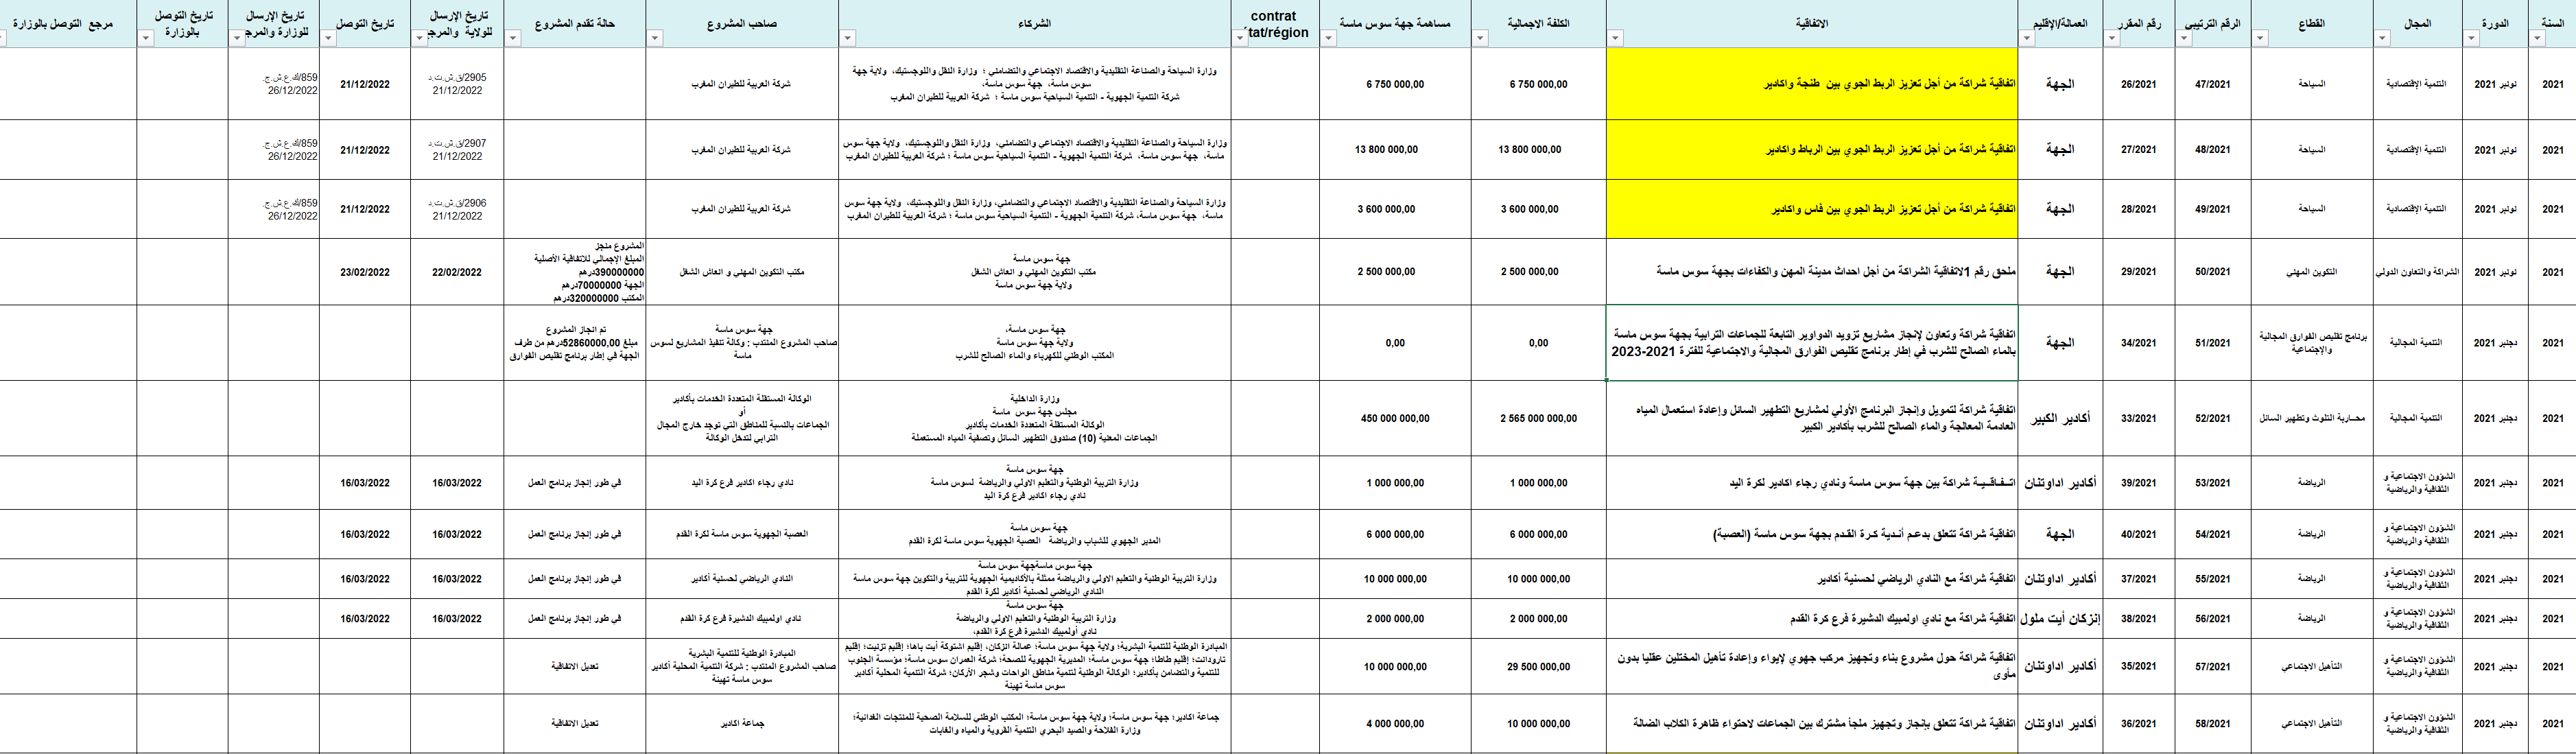 السنة
الدورة
المجال
القطاع
الرقم الترتيبي
رقم المقرر
العمالة/الإقليم
الاتفاقية
الكلفة الاجمالية
مساهمة جهة سوس ماسة
contrat
tat/région
الشركاء
صاحب المشروع
حالة تقدم المشروع
تاريخ الإرسال
للولاية والمرجع
تاريخ التوصل
تاريخ الإرسال
للوزارة والمرجع
تاريخ التوصل
بالوزارة
مرجع التوصل بالوزارة
2021
نونبر 2021
التنمية الاقتصادية
السياحة
47/2021
26/2021
الجهة
اتفاقية شراكة من أجل تعزيز الربط الجوي بين طنجة واكادير
6 750 000,00
6 750 000,00
وزارة السياحة والصناعة التقليدية والاقتصاد الاجتماعي والتضامني ؛ وزارة النقل واللوجستيك، ولاية جهة
سوس ماسة، جهة سوس ماسة،
شركة التنمية الجهوية - التنمية السياحية سوس ماسة ؛ شركة العربية للطيران المغرب
شركة العربية للطيران المغرب
2905/ق.ش.ت.د
21/12/2022
21/12/2022
859/ك.ع.ش.ج.
26/12/2022
2021
نونبر 2021
التنمية الإقتصادية
السياحة
48/2021
27/2021
الجهة
اتفاقية شراكة من أجل تعزيز الربط الجوي بين الرباط واكادير
13 800 000,00
13 800 000,00
وزارة السياحة والصناعة التقليدية والاقتصاد الاجتماعي والتضامني، وزارة النقل واللوجستيك، ولاية جهة سوس
ماسة، جهة سوس ماسة، شركة التنمية الجهوية - التنمية السياحية سوس ماسة ؛ شركة العربية للطيران المغرب
شركة العربية للطيران المغرب
2907/ق.ش.ت.د
21/12/2022
21/12/2022
859/ك.ع.ش.ج.
26/12/2022
2021
نونبر 2021
التنمية الإقتصادية
السياحة
49/2021
28/2021
الجهة
اتفاقية شراكة من أجل تعزيز الربط الجوي بين فاس واكادير
3 600 000,00
3 600 000,00
وزارة السياحة والصناعة التقليدية والاقتصاد الاجتماعي والتضامني، وزارة النقل واللوجستيك، ولاية جهة سوس
ماسة، جهة سوس ماسة، شركة التنمية الجهوية - التنمية السياحية سوس ماسة ؛ شركة العربية للطيران المغرب
شركة العربية للطيران المغرب
2906/ق.ش.ت.د
21/12/2022
21/12/2022
859/ك.ع.ش.ج.
26/12/2022
2021
نونبر 2021
الشراكة والتعاون الدولي
التكوين المهني
50/2021
29/2021
الجهة
ملحق رقم 1لاتفاقية الشراكة من أجل احداث مدينة المهن والكفاءات بجهة سوس ماسة
2 500 000,00
2 500 000,00
جهة سوس ماسة
مكتب التكوين المهني و انعاش الشغل
ولاية جهة سوس ماسة
مكتب التكوين المهني و انعاش الشغل
المشروع منجز
المبلغ الإجمالي للاتفاقية الأصلية
390000000درهم
الجهة 70000000درهم
المكتب 320000000درهم
22/02/2022
23/02/2022
2021
دجنبر 2021
التنمية المجالية
برنامج تقليص الفوارق المجالية
والإجتماعية
51/2021
34/2021
الجهة
اتفاقية شراكة وتعاون لإنجاز مشاريع تزويد الدواوير التابعة للجماعات الترابية بجهة سوس ماسة
بالماء الصالح للشرب في إطار برنامج تقليص الفوارق المجالية والاجتماعية للفترة 2021-2023
0,00
0,00
جهة سوس ماسة،
ولاية جهة سوس ماسة
المكتب الوطني للكهرباء والماء الصالح للشرب
جهة سوس ماسة
صاحب المشروع المنتدب : وكالة تنفيذ المشاريع لسوس
ماسة
تم انجاز المشروع
مبلغ 52860000,00درهم من طرف
الجهة في إطار برنامج تقليص الفوارق
2021
دجنبر 2021
التنمية المجالية
محــاربة التلوث وتطهير السائل
52/2021
33/2021
أكادير الكبير
اتفاقية شراكة لتمويل وإنجاز البرنامج الأولي لمشاريع التطهير السائل وإعادة استعمال المياه
العادمة المعالجة والماء الصالح للشرب بأكادير الكبير
2 565 000 000,00
450 000 000,00
وزارة الداخلية
مجلس جهة سوس ماسة
الوكالة المستقلة المتعددة الخدمات بأكادير
الجماعات المعنية (10) صندوق التطهير السائل وتصفية المياه المستعملة
الوكالة المستقلة المتعددة الخدمات بأكادير
أو
الجماعات بالنسبة للمناطق التي توجد خارج المجال
الترابي لتدخل الوكالة
2021
دجنبر 2021
الشؤون الاجتماعية و
الثقافية والرياضية
الرياضة
53/2021
39/2021
أكادير اداوتنان
اتــفــاقــيــة شراكة بين جهة سوس ماسة ونادي رجاء اكادير لكرة اليد
1 000 000,00
1 000 000,00
جهة سوس ماسة
وزارة التربية الوطنية والتعليم الاولي والرياضة لسوس ماسة
نادي رجاء اكادير فرع كرة اليد
نادي رجاء اكادير فرع كرة اليد
في طور إنجاز برنامج العمل
16/03/2022
16/03/2022
2021
دجنبر 2021
الشؤون الاجتماعية و
الثقافية والرياضية
الرياضة
54/2021
40/2021
الجهة
اتفاقية شراكة تتعلق بدعـم أنـدية كـرة القـدم بجهة سوس ماسة (العصبة)
6 000 000,00
6 000 000,00
جهة سوس ماسة
المدير الجهوي للشباب والرياضة العصبة الجهوية سوس ماسة لكرة القدم
العصبة الجهوية سوس ماسة لكرة القدم
في طور إنجاز برنامج العمل
16/03/2022
16/03/2022
2021
دجنبر 2021
الشؤون الاجتماعية و
الثقافية والرياضية
الرياضة
55/2021
37/2021
أكادير اداوتنان
اتفاقية شراكة مع النادي الرياضي لحسنية أكادير
10 000 000,00
10 000 000,00
جهة سوس ماسةجهة سوس ماسة
وزارة التربية الوطنية والتعليم الاولي والرياضة ممثلة بالأكاديمية الجهوية للتربية والتكوين جهة سوس ماسة
النادي الرياضي لحسنية أكادير لكرة القدم
النادي الرياضي لحسنية أكادير
في طور إنجاز برنامج العمل
16/03/2022
16/03/2022
2021
دجنبر 2021
الشؤون الاجتماعية و
الثقافية والرياضية
الرياضة
56/2021
38/2021
إنزكان أيت ملول
اتفاقية شراكة مع نادي اولمبيك الدشيرة فرع كرة القدم
2 000 000,00
2 000 000,00
جهة سوس ماسة
وزارة التربية الوطنية والتعليم الاولي والرياضة
نادي أولمبيك الدشيرة فرع كرة القدم،
نادي اولمبيك الدشيرة فرع كرة القدم
في طور إنجاز برنامج العمل
16/03/2022
16/03/2022
2021
دجنبر 2021
الشؤون الاجتماعية و
الثقافية والرياضية
التأهيل الاجتماعي
57/2021
35/2021
أكادير اداوتنان
اتفاقية شراكة حول مشروع بناء وتجهيز مركب جهوي لإيواء وإعادة تأهيل المختلين عقليا بدون
مأوى
29 500 000,00
10 000 000,00
المبادرة الوطنية للتنمية البشرية؛ ولاية جهة سوس ماسة؛ عمالة انزكان، إقليم اشتوكة أيت باها؛ إقليم تزنيت؛ إقليم
تارودانت؛ إقليم طاطا؛ جهة سوس ماسة؛ المديرية الجهوية للصحة؛ شركة العمران سوس ماسة؛ مؤسسة الجنوب
للتنمية والتضامن بأكادير؛ الوكالة الوطنية لتنمية مناطق الواحات وشجر الأركان؛ شركة التنمية المحلية أكادير
سوس ماسة تهيئة
المبادرة الوطنية للتنمية البشرية
صاحب المشروع المنتدب : شركة التنمية المحلية أكادير
سوس ماسة تهيئة
تعديل الاتفاقية
2021
دجنبر 2021
الشؤون الاجتماعية و
الثقافية والرياضية
التأهيل الاجتماعي
58/2021
36/2021
أكادير اداوتنان
اتفاقية شراكة تتعلق بإنجاز وتجهيز ملجأ مشترك بين الجماعات لاحتواء ظاهرة الكلاب الضالة
10 000 000,00
4 000 000,00
جماعة اكادير؛ جهة سوس ماسة؛ ولاية جهة سوس ماسة؛ المكتب الوطني للسلامة الصحية للمنتجات الغذائية؛
وزارة الفلاحة والصيد البحري التنمية القروية والمياه والغابات
جماعة اكادير
تعديل الاتفاقية